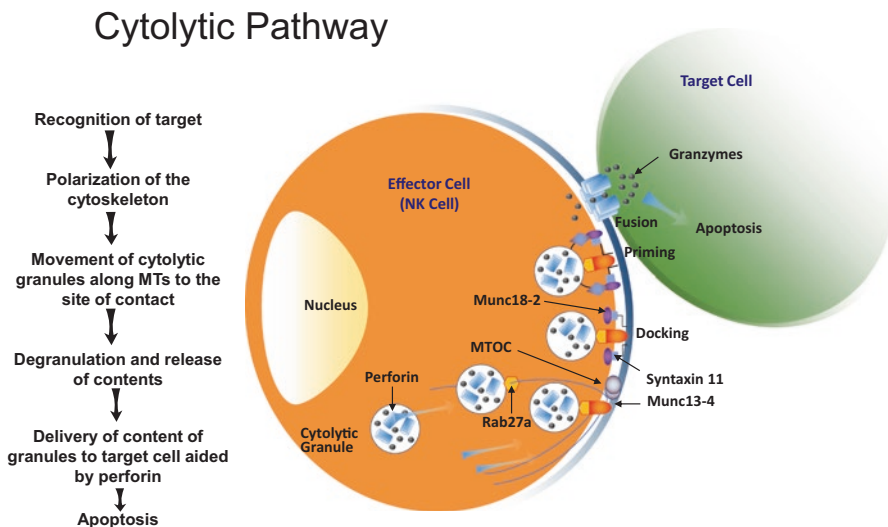 Cytolytic Pathway
Recognition of target
Polarization of the
cytoskeleton
Movement of cytolytic
granules along MTs to the
site of contact
Degranulation and release
of contents
Delivery of content of
granules to target cell aided
by perforin
Apoptosis
Target Cell
Granzymes
Effector Cell
(NK Cell)
Fusion
Apoptosis
Priming
Nucleus
Munc18-2
Docking
MTOC
Syntaxin 11
Perforin
Munc13-4
Rab27a
Cytolytic
Granule